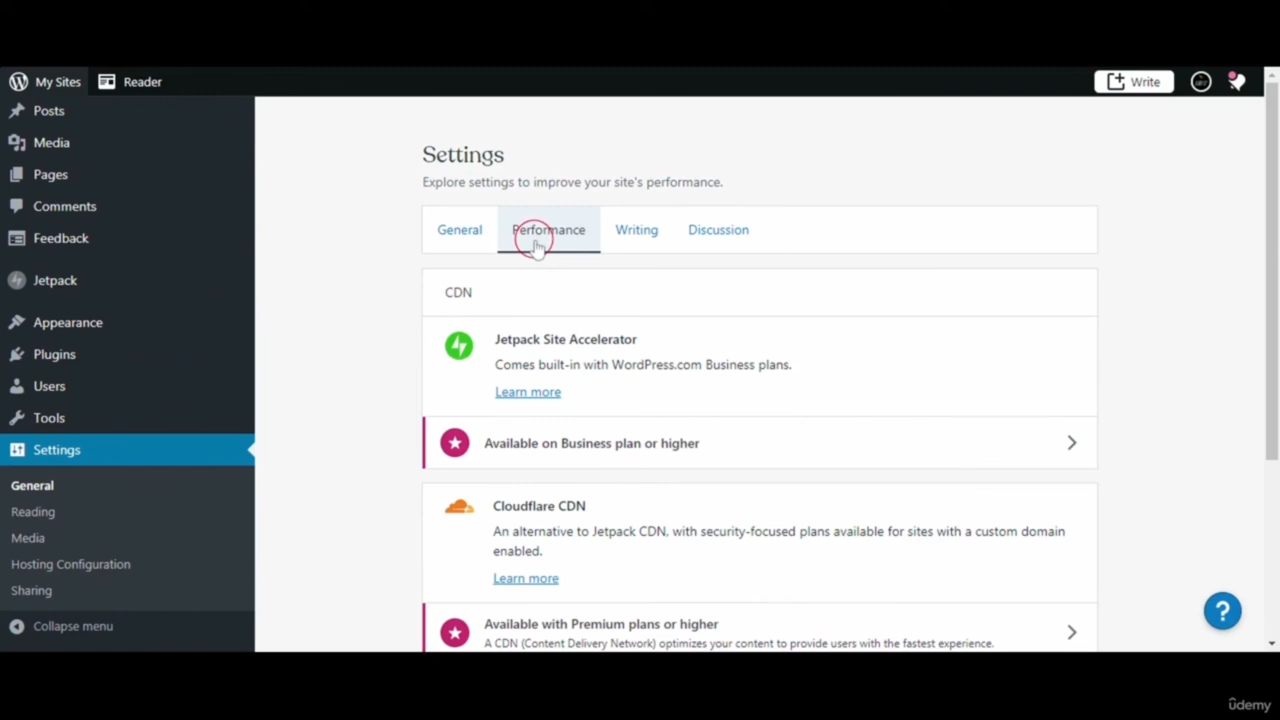 My Sites
Reader
Write
Posts
Media
Pages
Comments
Feedback
Jetpack
Appearance
Plugins
Users
Tools
Settings
General
Reading
Media
Hosting Configuration
Sharing
Collapse menu
Settings
Explore settings to improve your site's performance.
General
Performance
Writing
Discussion
CDN
Jetpack Site Accelerator
Comes built-in with WordPress.com Business plans.
Learn more
Available on Business plan or higher
Cloudflare CDN
An alternative to Jetpack CDN, with security-focused plans available for sites with a custom domain
enabled.
Learn more
Available with Premium plans or higher
A CDN (Content Delivery Network) optimizes your content to provide users with the fastest experience.
?
ûdemy